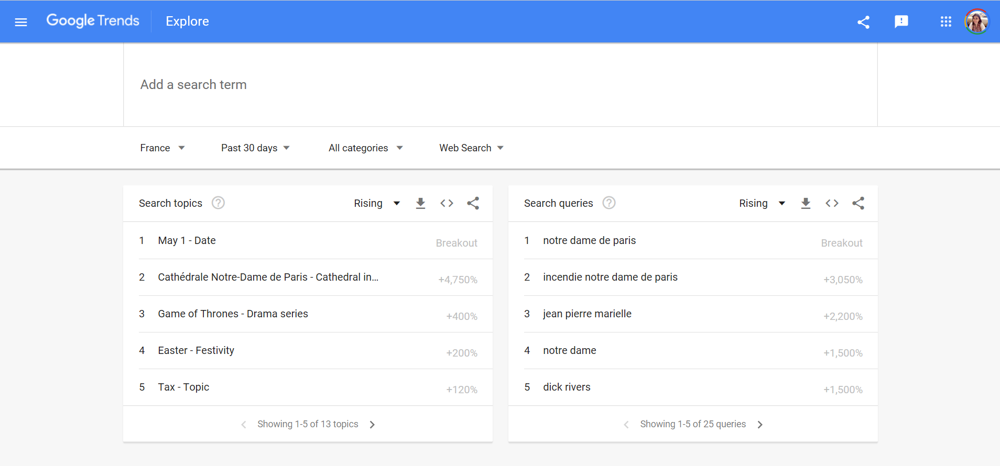 Google Trends Explore
Add a search term
France Past 30 days All categories Web Search
Search topics ? Rising
1 May 1 - Date Breakout
2 Cathédrale Notre-Dame de Paris - Cathedral in... +4,750%
3 Game of Thrones - Drama series +400%
4 Easter - Festivity +200%
5 Tax - Topic +120%
Showing 1-5 of 13 topics
Search queries ? Rising
1 notre dame de paris Breakout
2 incendie notre dame de paris +3,050%
3 jean pierre marielle +2,200%
4 notre dame +1,500%
5 dick rivers +1,500%
Showing 1-5 of 25 queries